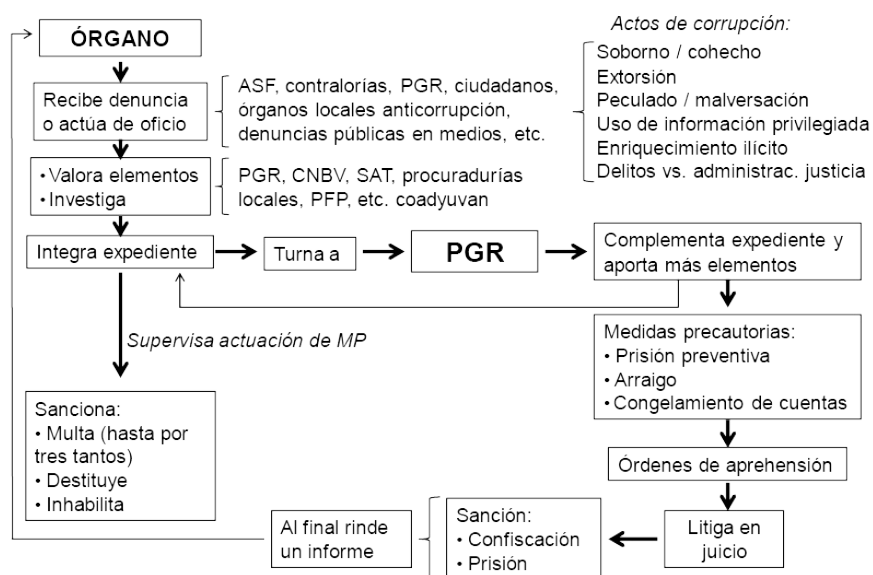 Actos de corrupción:
ÓRGANO
Soborno / cohecho
Extorsión
Peculado / malversación
Uso de información privilegiada
Enriquecimiento ilícito
Delitos vs. administrac. justicia
Recibe denuncia
o actúa de oficio
ASF, contralorías, PGR, ciudadanos,
órganos locales anticorrupción,
denuncias públicas en medios, etc.
• Valora elementos
• Investiga
PGR, CNBV, SAT, procuradurías
locales, PFP, etc. coadyuvan
Integra expediente
Turna a
PGR
Complementa expediente y
aporta más elementos
Supervisa actuación de MP
Medidas precautorias:
• Prisión preventiva
• Arraigo
• Congelamiento de cuentas
Sanciona:
• Multa (hasta por
tres tantos)
• Destituye
• Inhabilita
Órdenes de aprehensión
Litiga en
juicio
Sanción:
• Confiscación
• Prisión
Al final rinde
un informe